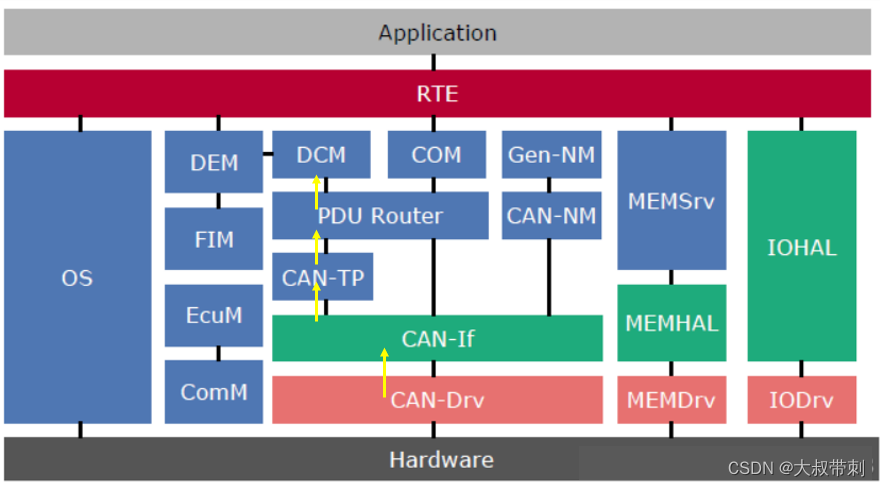 Application
RTE
DEM
DCM
COM
Gen-NM
MEMSrv
IOHAL
OS
FIM
PDU Router
CAN-NM
CAN-TP
EcuM
CAN-If
MEMHAL
ComM
CAN-Drv
MEMDrv
IODrv
Hardware
CSDN @大叔带刺